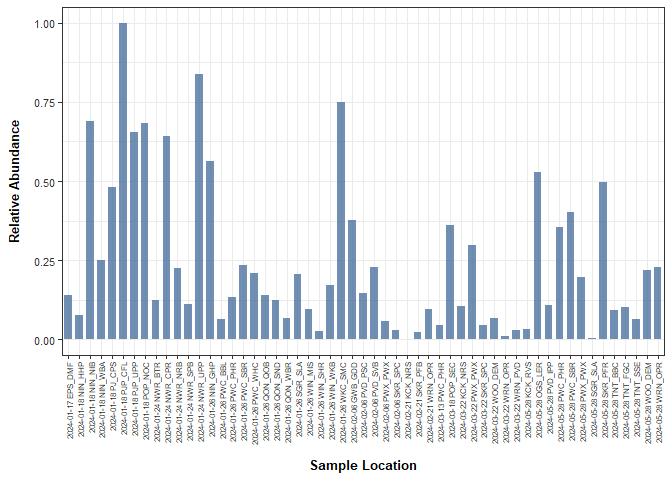 Relative Abundance
1.00
0.75
0.50
0.25
0.00
2024-01-17 EPS_DMF
2024-01-18 NIN_HHP
2024-01-18 NIN_NIB
2024-01-18 NIN_WBA
2024-01-18 PJ_CPS
2024-01-18 PJP_CFL
2024-01-18 PJP_UPP
2024-01-18 POP_NOC
2024-01-24 NWR_BTR
2024-01-24 NWR_CPR
2024-01-24 NWR_NRB
2024-01-24 NWR_SPB
2024-01-24 NWR_UPP
2024-01-26 NIN_GHP
2024-01-26 PWC_BBL
2024-01-26 PWC_PHR
2024-01-26 PWC_SBR
2024-01-26 PWC_WHC
2024-01-26 QON_QOB
2024-01-26 QON_SND
2024-01-26 QON_WBR
2024-01-26 SGR_SLA
2024-01-26 WIN_MIS
2024-01-26 WIN_SHR
2024-01-26 WIN_WKB
2024-01-26 WKC_SMC
2024-02-06 GWB_GOD
2024-02-06 PVD_PSC
2024-02-06 PVD_SVB
2024-02-06 PWX_PWX
2024-02-06 SKR_SPC
2024-02-21 KCK_NRS
2024-02-21 SKR_PFB
2024-02-21 WRN_OPR
2024-03-13 PWC_PHR
2024-03-18 POP_SEC
2024-03-22 KCK_NRS
2024-03-22 PWX_PWX
2024-03-22 SKR_SPC
2024-03-22 WOO_DEM
2024-03-22 WRN_OPR
2024-03-22 WRN_PVD
2024-05-28 KCK_RVS
2024-05-28 OGS_LER
2024-05-28 PVD_IPP
2024-05-28 PWC_PHR
2024-05-28 PWC_SBR
2024-05-28 PWX_PWX
2024-05-28 SGR_SLA
2024-05-28 SKR_PFR
2024-05-28 TNT_BBC
2024-05-28 TNT_FGC
2024-05-28 TNT_SSE
2024-05-28 WOO_DEM
2024-05-28 WRN_OPR
Sample Location